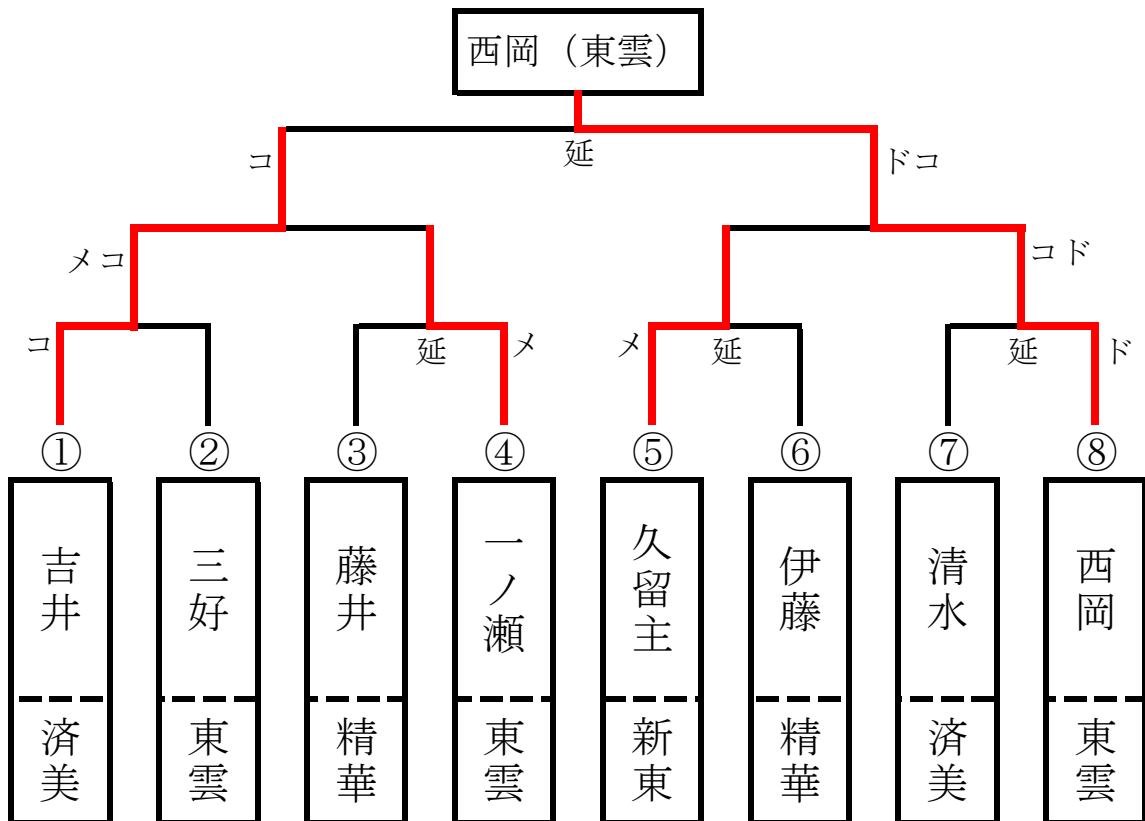 西岡（東雲）
延
コ
ドコ
メコ
コド
コ
延
メ
メ
延
延
ド
①
②
③
④
⑤
⑥
⑦
⑧
吉井
三好
藤井
一ノ瀬
久留主
伊藤
清水
西岡
済美
東雲
精華
東雲
新東
精華
済美
東雲